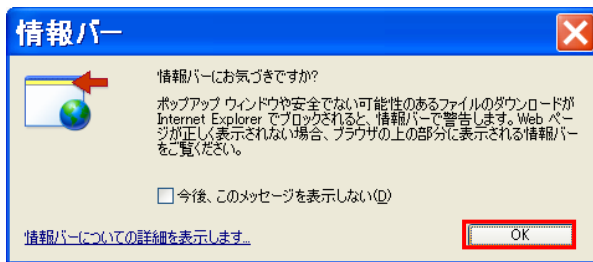 情報バー
情報バーにお気づきですか?
ポップアップ ウィンドウや安全でない可能性のあるファイルのダウンロードが
Internet Explorer でブロックされると、情報バーで警告します。Web ペー
ジが正しく表示されない場合、ブラウザの上の部分に表示される情報バー
をご覧ください。
今後、このメッセージを表示しない(D)
情報バーについての詳細を表示します...
OK